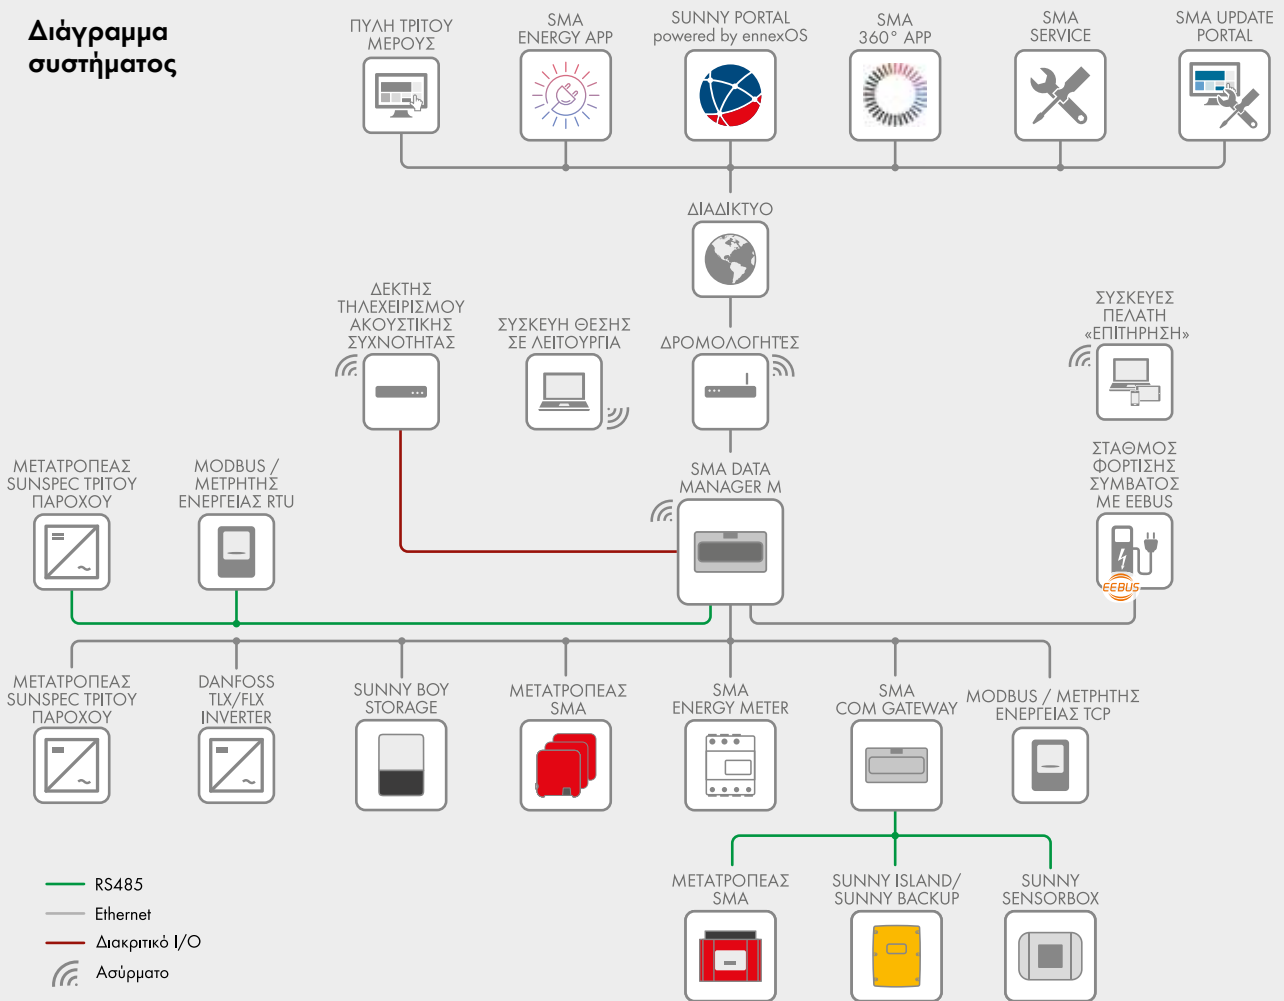 Διάγραμμα
συστήματος
ΠΥΛΗ ΤΡΙΤΟΥ
ΜΕΡΟΥΣ
SMA
ENERGY APP
SUNNY PORTAL
powered by ennexOS
SMA
360° APP
SMA
SERVICE
SMA UPDATE
PORTAL
ΔΙΑΔΙΚΤΥΟ
ΔΕΚΤΗΣ
ΤΗΛΕΧΕΙΡΙΣΜΟΥ
ΑΚΟΥΣΤΙΚΗΣ
ΣΥΧΝΟΤΗΤΑΣ
ΣΥΣΚΕΥΗ ΘΕΣΗΣ
ΣΕ ΛΕΙΤΟΥΡΓΙΑ
ΔΡΟΜΟΛΟΓΗΤΈΣ
ΣΥΣΚΕΥΕΣ
ΠΕΛΑΤΗ
«ΕΠΙΤΗΡΗΣΗ»
ΜΕΤΑΤΡΟΠΕΑΣ
SUNSPEC ΤΡΙΤΟΥ
ΠΑΡΟΧΟΥ
MODBUS /
ΜΕΤΡΗΤΗΣ
ΕΝΕΡΓΕΙΑΣ RTU
SMA DATA
MANAGER M
ΣΤΑΘΜΟΣ
ΦΟΡΤΙΣΗΣ
ΣΥΜΒΑΤΟΣ
ΜΕ EEBUS
EEBUS
ΜΕΤΑΤΡΟΠΕΑΣ
SUNSPEC ΤΡΙΤΟΥ
ΠΑΡΟΧΟΥ
DANFOSS
TLX/FLX
INVERTER
SUNNY BOY
STORAGE
ΜΕΤΑΤΡΟΠΕΑΣ
SMA
SMA
ENERGY METER
SMA
COM GATEWAY
MODBUS / ΜΕΤΡΗΤΗΣ
ΕΝΕΡΓΕΙΑΣ TCP
ΜΕΤΑΤΡΟΠΕΑΣ
SMA
SUNNY ISLAND/
SUNNY BACKUP
SUNNY
SENSORBOX
RS485
Ethernet
Διακριτικό I/O
Ασύρματο